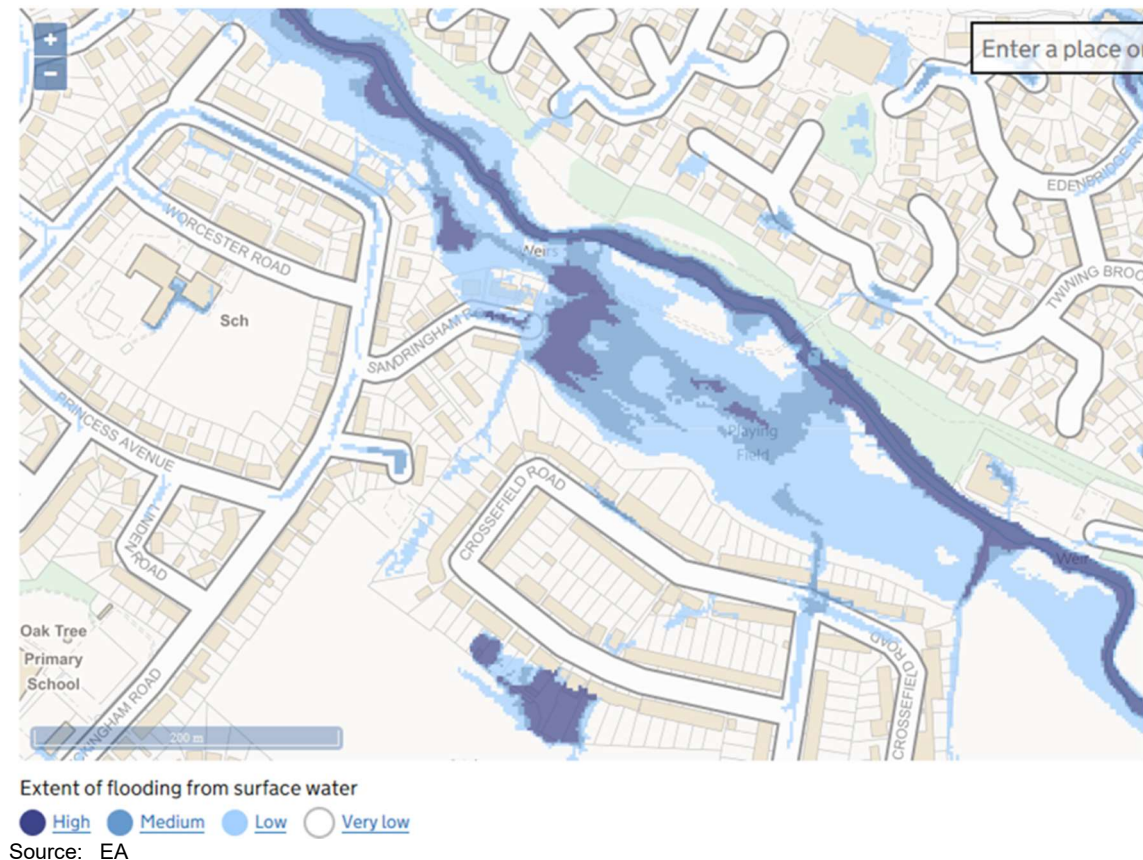 +
−
Enter a place o
EDENBRIDGE R
WORCESTER ROAD
Weirs
TWINING BROO
Sch
SANDRINGHAM R
PRINCESS AVENUE
Playing
Field
CROSSEFIELD ROAD
LINDEN
ROAD
Weir
Oak Tree
Primary
School
ROAD
CROSSEFIELD
KINGHAM ROAD
200 m
Extent of flooding from surface water
High Medium Low Very low
Source: EA